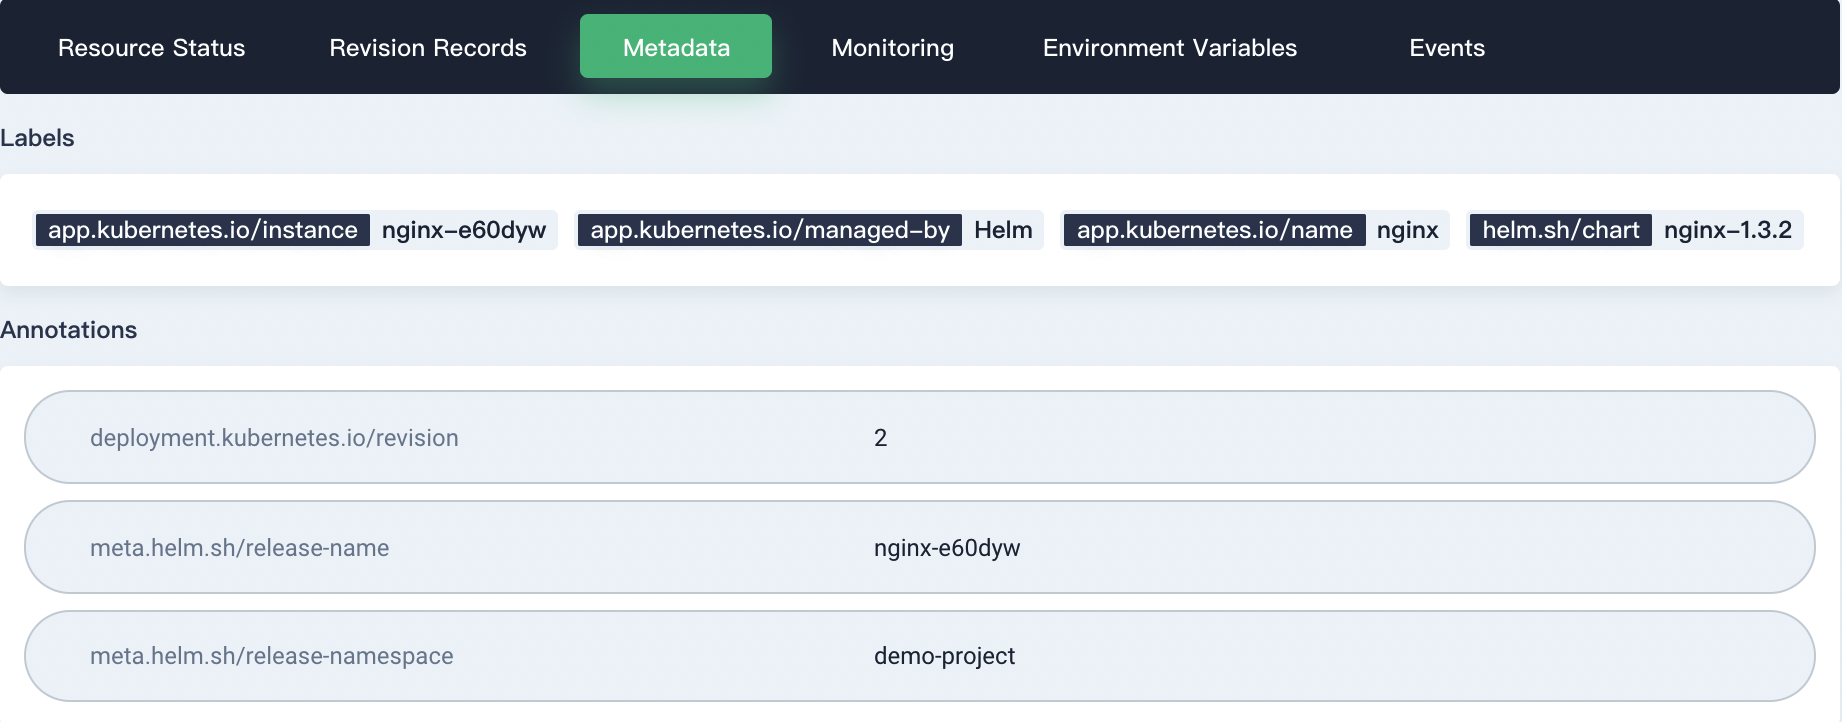 Resource Status Revision Records Metadata Monitoring Environment Variables Events
Labels
app.kubernetes.io/instance nginx-e60dyw app.kubernetes.io/managed-by Helm app.kubernetes.io/name nginx helm.sh/chart nginx-1.3.2
Annotations
deployment.kubernetes.io/revision 2
meta.helm.sh/release-name nginx-e60dyw
meta.helm.sh/release-namespace demo-project